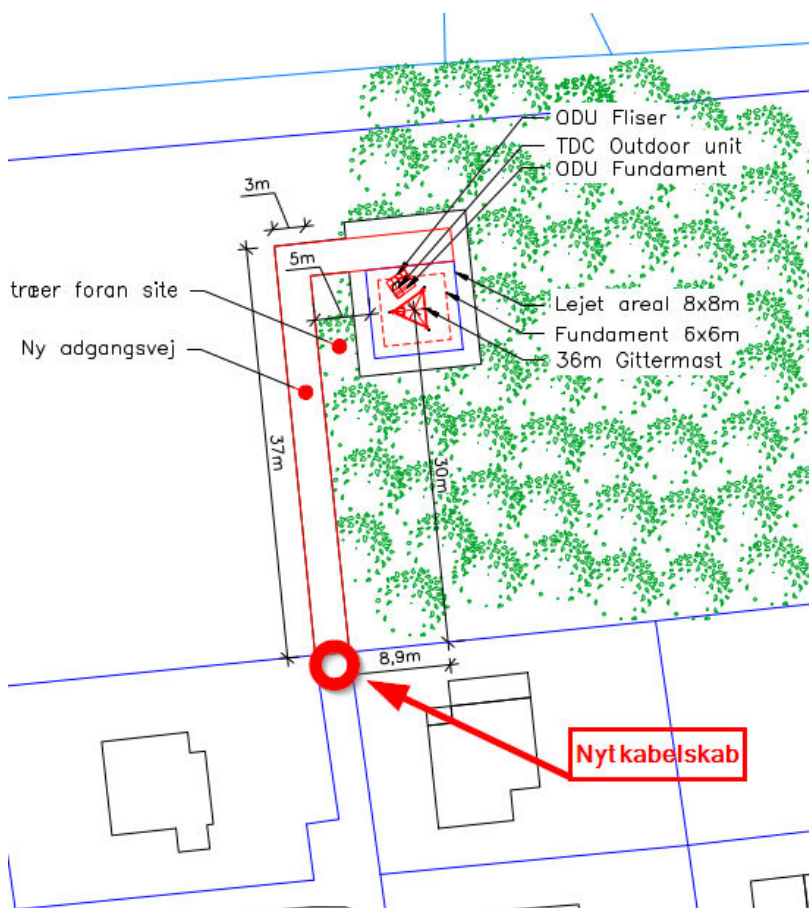 ODU Fliser
TDC Outdoor unit
ODU Fundament
3m
5m
træer foran site
Lejet areal 8x8m
Fundament 6x6m
Ny adgangsvej
36m Gittermast
37m
30m
8,9m
Nyt kabelskab